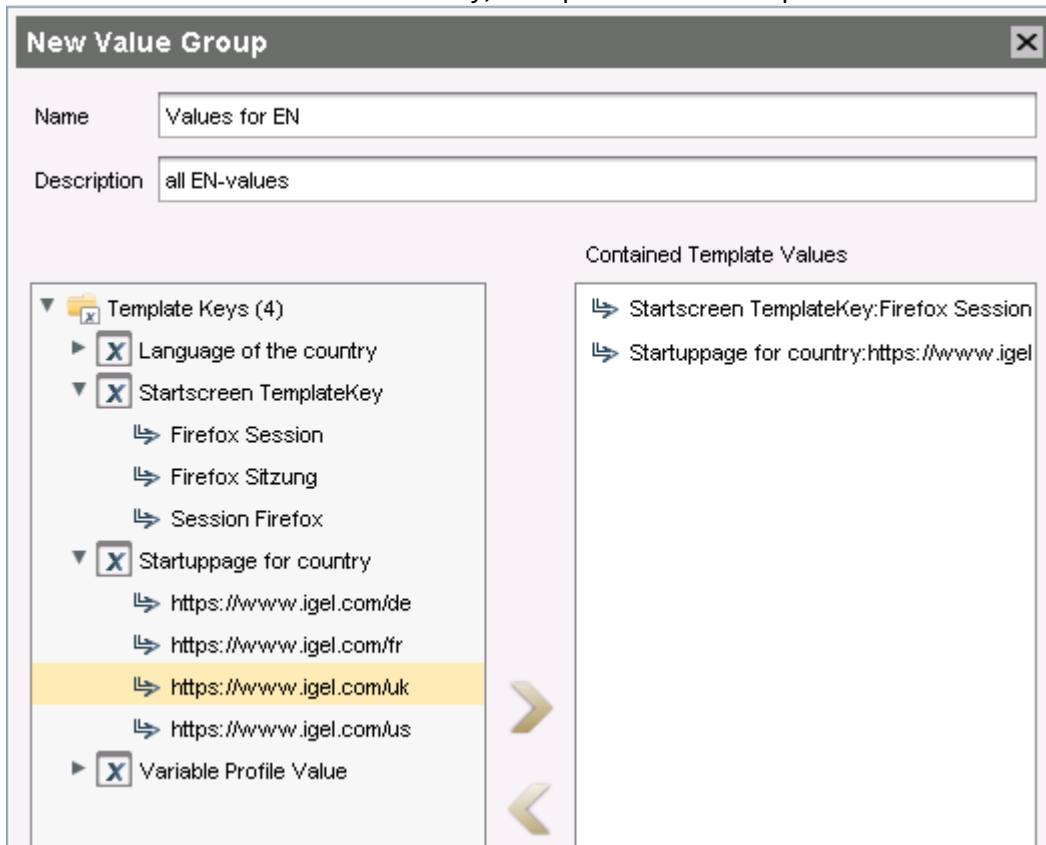 New Value Group
Name
Values for EN
Description
all EN-values
Contained Template Values
Template Keys (4)
Language of the country
Startscreen TemplateKey
Firefox Session
Firefox Sitzung
Session Firefox
Startuppage for country
https://www.igel.com/de
https://www.igel.com/fr
https://www.igel.com/uk
https://www.igel.com/us
Variable Profile Value
Startscreen TemplateKey:Firefox Session
Startuppage for country:https://www.igel